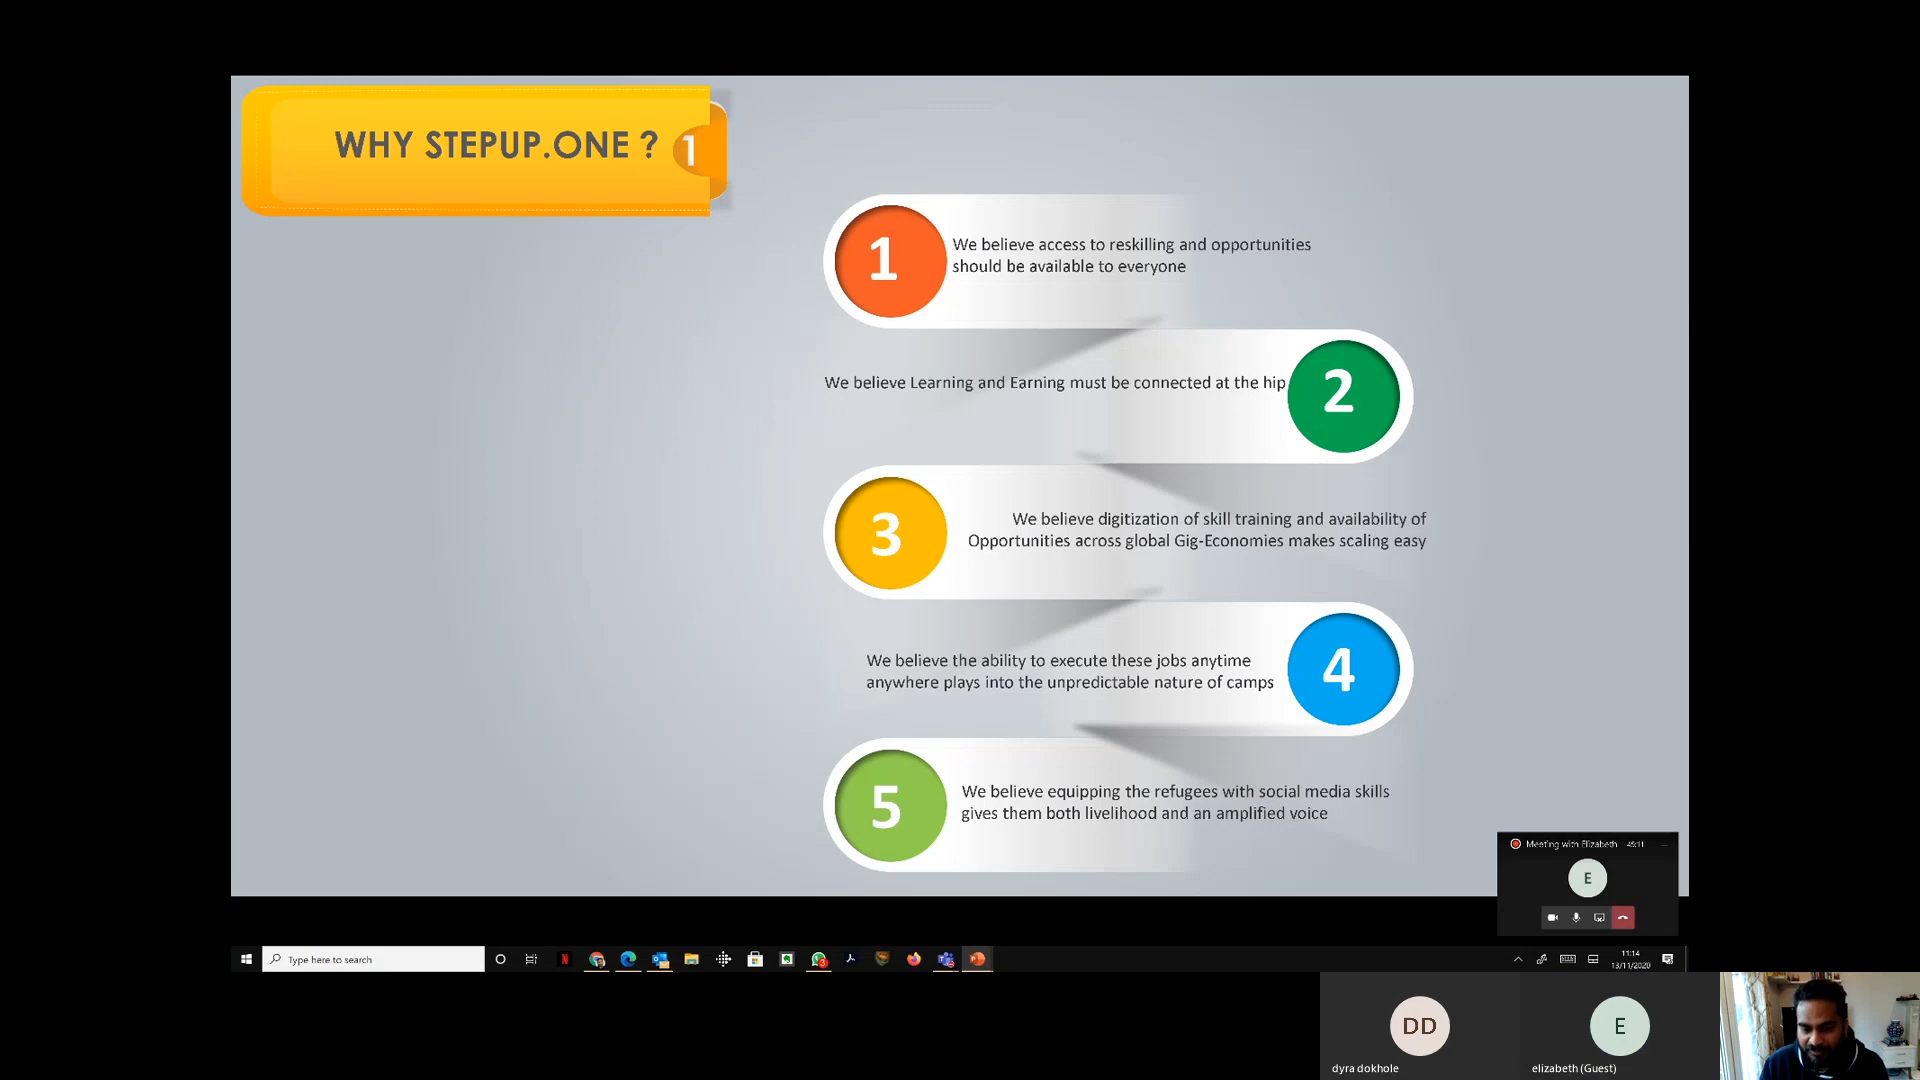 WHY STEPUP.ONE ?
1
1
We believe access to reskilling and opportunities
should be available to everyone
We believe Learning and Earning must be connected at the hip
2
3
We believe digitization of skill training and availability of
Opportunities across global Gig-Economies makes scaling easy
We believe the ability to execute these jobs anytime
anywhere plays into the unpredictable nature of camps
4
5
We believe equipping the refugees with social media skills
gives them both livelihood and an amplified voice
Meeting with Elizabeth 45:11
E
Type here to search
N
3
11:14
13/11/2020
DD
E
dyra dokhole
elizabeth (Guest)